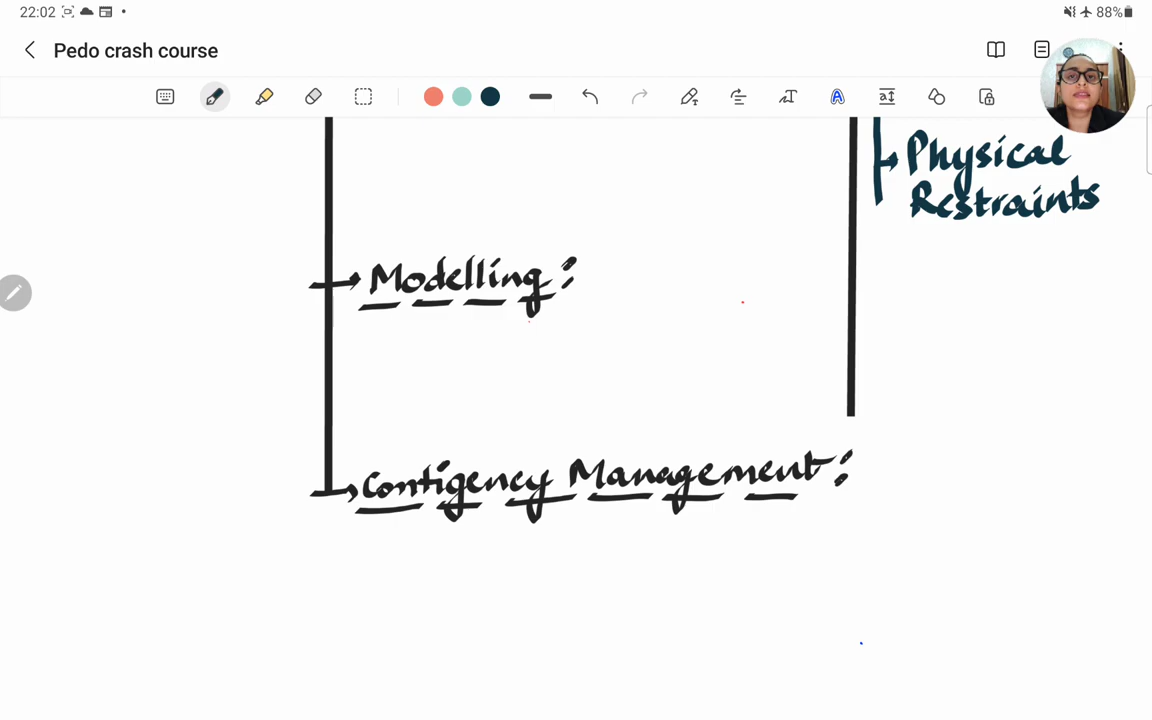 22:02
88%
Pedo crash course
Physical
Restraints
Modelling:
Contigency Management: